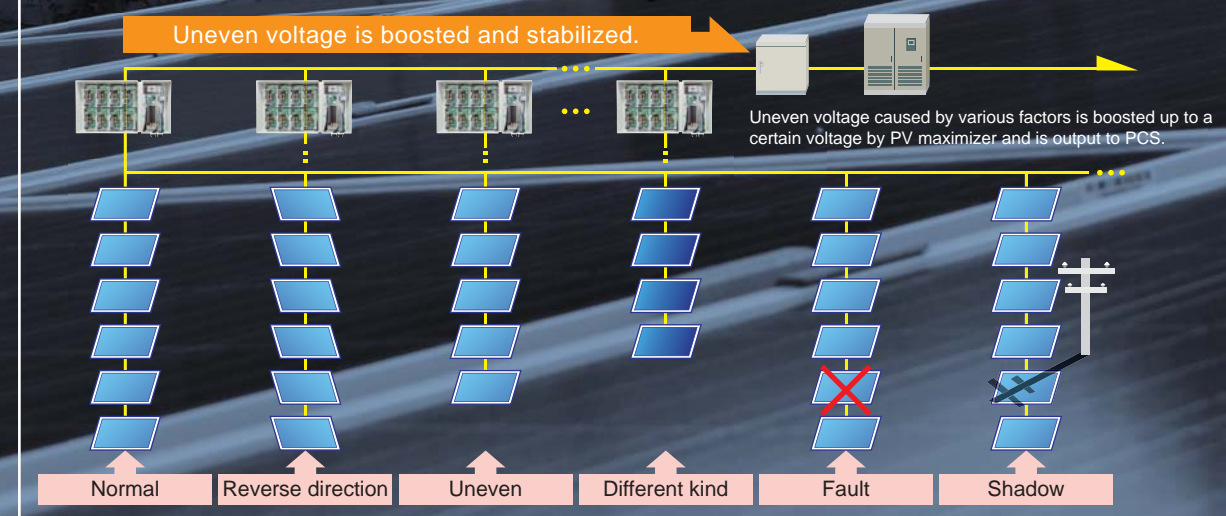 Uneven voltage is boosted and stabilized.
Uneven voltage caused by various factors is boosted up to a
certain voltage by PV maximizer and is output to PCS.
Normal
Reverse direction
Uneven
Different kind
Fault
Shadow